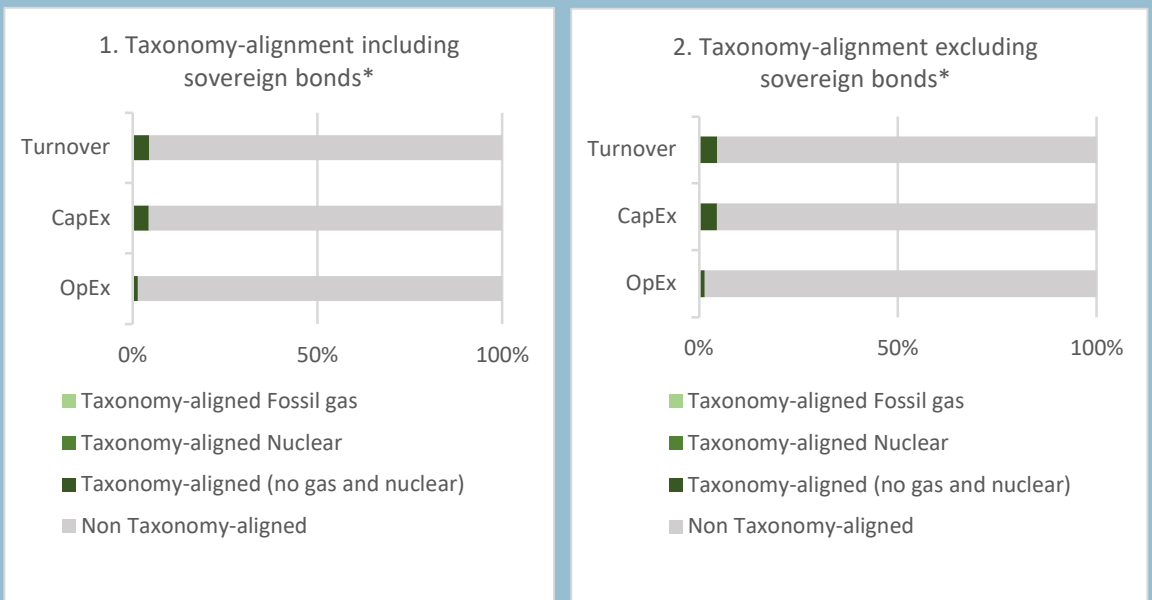 1. Taxonomy-alignment including
sovereign bonds*
Turnover
CapEx
OpEx
0%
50%
100%
Taxonomy-aligned Fossil gas
Taxonomy-aligned Nuclear
Taxonomy-aligned (no gas and nuclear)
Non Taxonomy-aligned
2. Taxonomy-alignment excluding
sovereign bonds*
Turnover
CapEx
OpEx
0%
50%
100%
Taxonomy-aligned Fossil gas
Taxonomy-aligned Nuclear
Taxonomy-aligned (no gas and nuclear)
Non Taxonomy-aligned